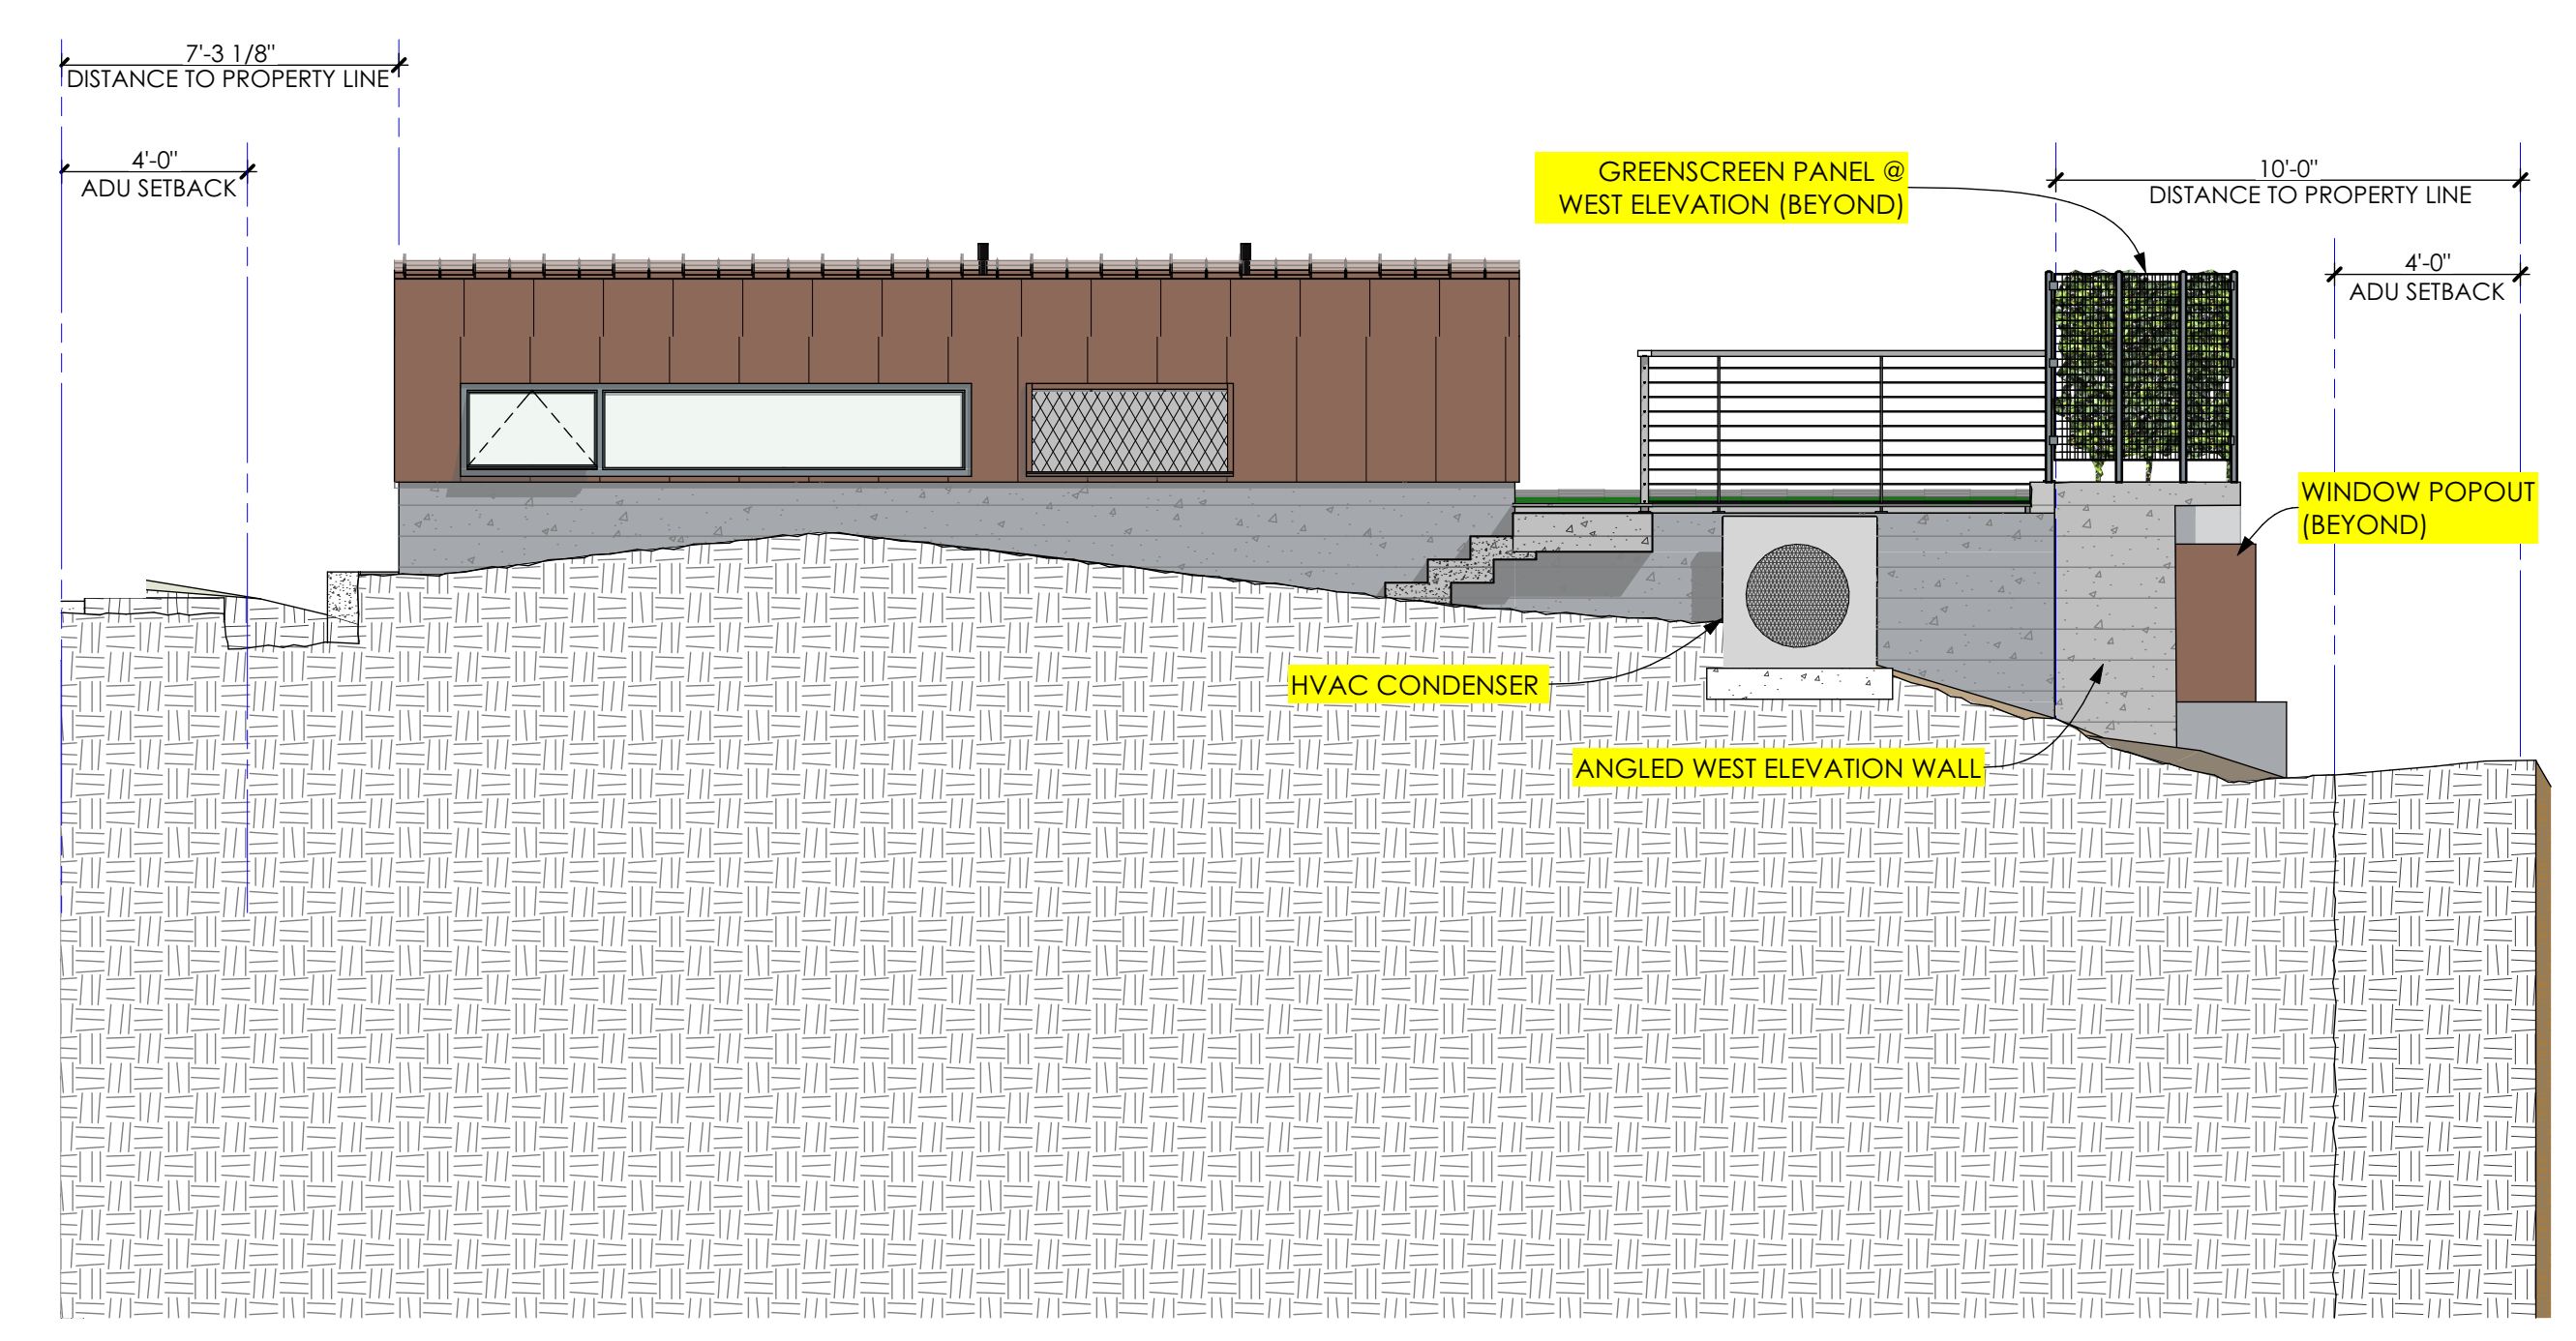 7'-3 1/8"
DISTANCE TO PROPERTY LINE
4'-0"
ADU SETBACK
GREENSCREEN PANEL @
WEST ELEVATION (BEYOND)
10'-0"
DISTANCE TO PROPERTY LINE
4'-0"
ADU SETBACK
WINDOW POPOUT
(BEYOND)
HVAC CONDENSER
ANGLED WEST ELEVATION WALL